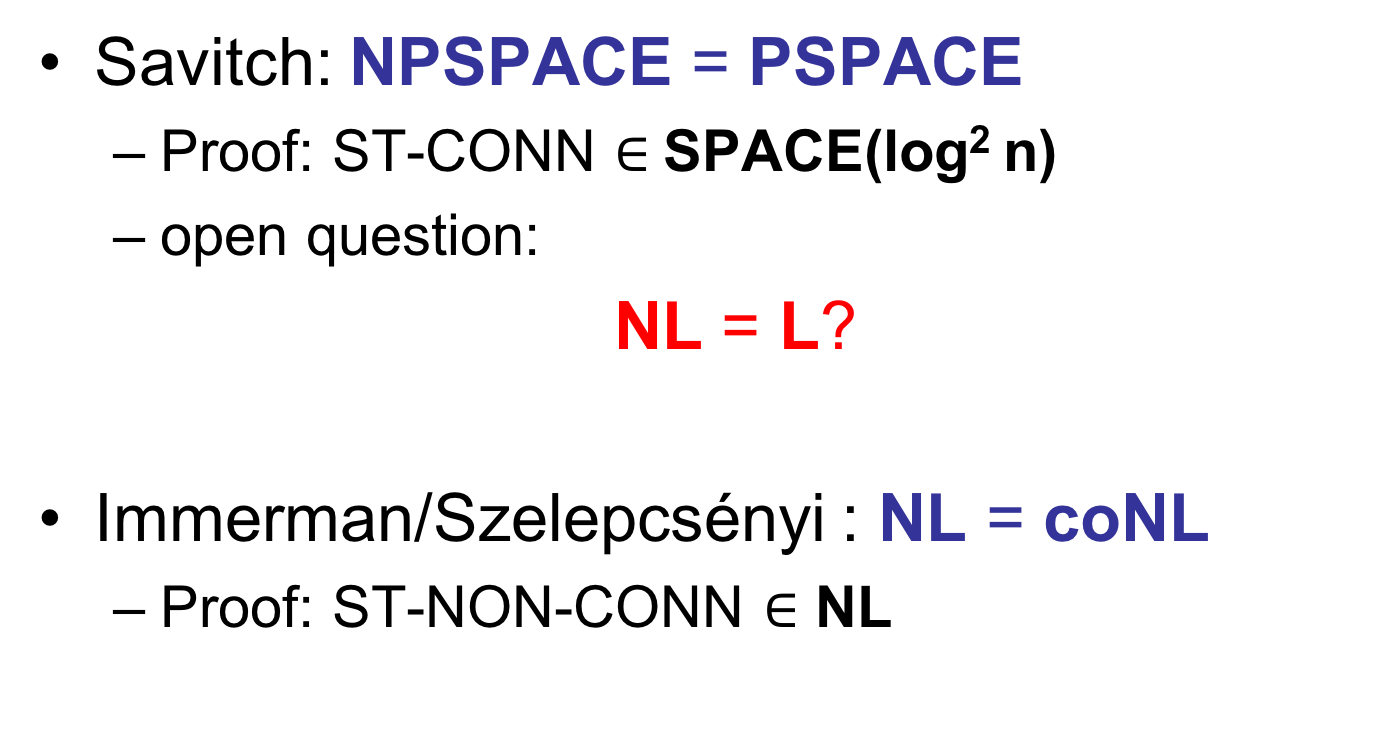 • Savitch: NPSPACE = PSPACE
– Proof: ST-CONN ∈ SPACE(log² n)
– open question:
NL = L?
• Immerman/Szelepcsényi : NL = coNL
– Proof: ST-NON-CONN ∈ NL